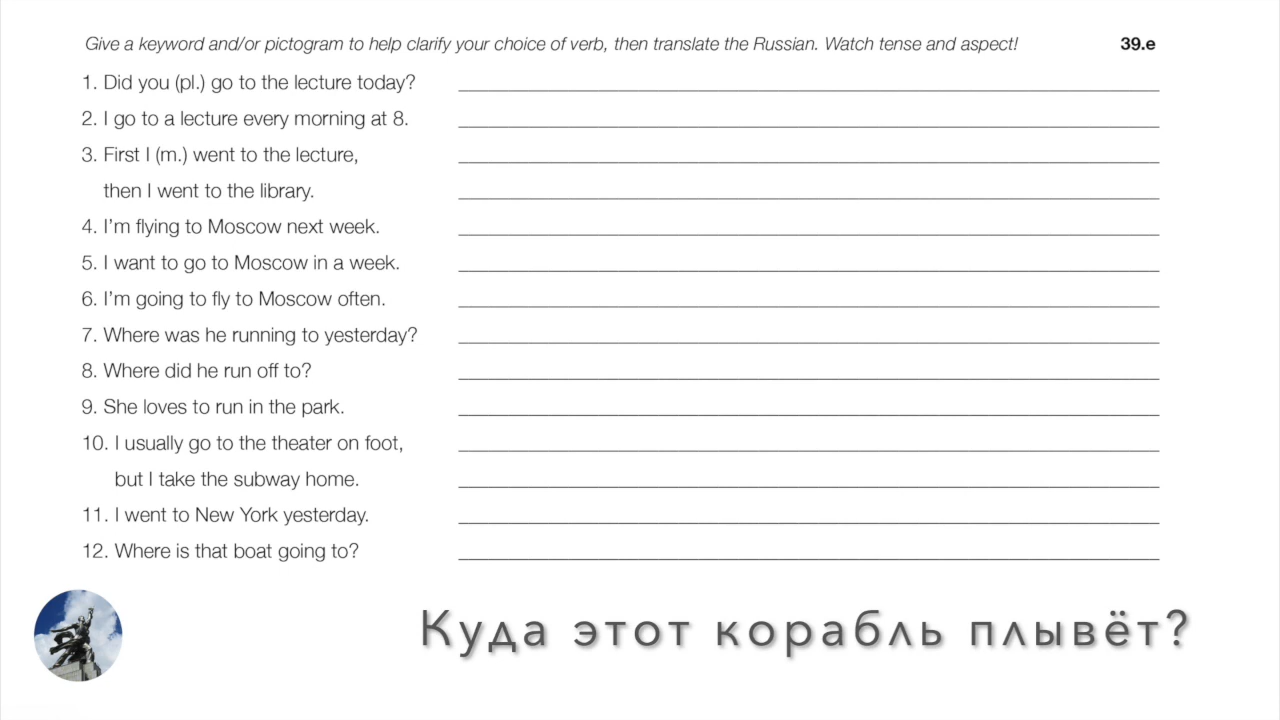 Give a keyword and/or pictogram to help clarify your choice of verb, then translate the Russian. Watch tense and aspect! 39.e
1. Did you (pl.) go to the lecture today?
2. I go to a lecture every morning at 8.
3. First I (m.) went to the lecture,
then I went to the library.
4. I'm flying to Moscow next week.
5. I want to go to Moscow in a week.
6. I'm going to fly to Moscow often.
7. Where was he running to yesterday?
8. Where did he run off to?
9. She loves to run in the park.
10. I usually go to the theater on foot,
but I take the subway home.
11. I went to New York yesterday.
12. Where is that boat going to?
Куда этот корабль плывёт?